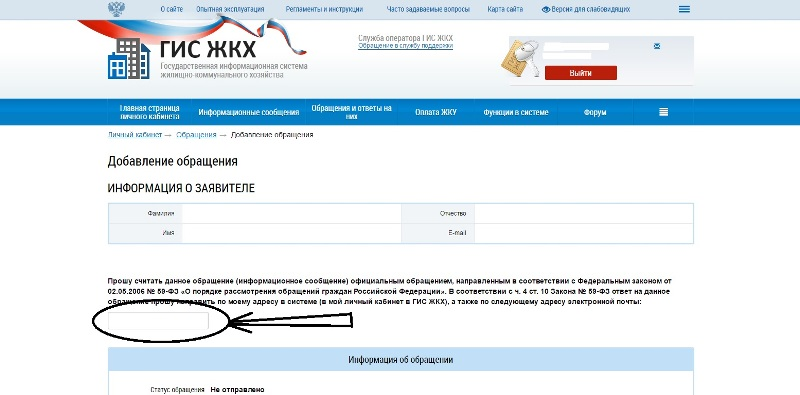 О сайте Опытная эксплуатация Регламенты и инструкции Часто задаваемые вопросы Карта сайта Версия для слабовидящих
ГИС ЖКХ
Государственная информационная система
жилищно-коммунального хозяйства
Служба оператора ГИС ЖКХ
Обращение в службу поддержки
Выйти
Главная страница
личного кабинета
Информационные сообщения
Обращения и ответы на
них
Оплата ЖКУ
Функции в системе
Форум
Личный кабинет → Обращения → Добавление обращения
Добавление обращения
ИНФОРМАЦИЯ О ЗАЯВИТЕЛЕ
Фамилия Отчество
Имя E-mail
Прошу считать данное обращение (информационное сообщение) официальным обращением, направленным в соответствии с Федеральным законом от
02.05.2006 № 59-ФЗ «О порядке рассмотрения обращений граждан Российской Федерации». В соответствии с ч. 4 ст. 10 Закона № 59-ФЗ ответ на данное
обращение прошу направить по моему адресу в системе (в мой личный кабинет в ГИС ЖКХ), а также по следующему адресу электронной почты:
Информация об обращении
Статус обращения Не отправлено